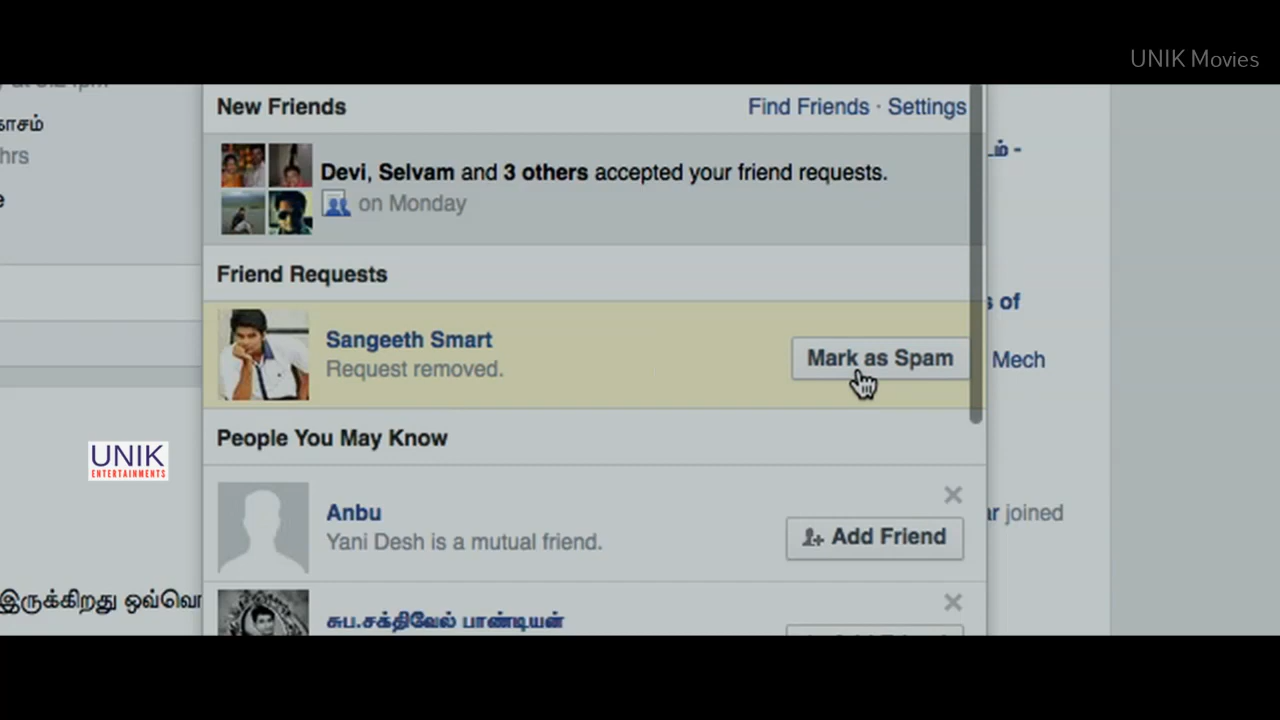 UNIK Movies
New Friends
Find Friends · Settings
Devi, Selvam and 3 others accepted your friend requests.
on Monday
Friend Requests
Sangeeth Smart
Request removed.
Mark as Spam
People You May Know
Anbu
Yani Desh is a mutual friend.
Add Friend
சுப.சக்திவேல் பாண்டியன்
hrs
இருக்கிறது
s of
Mech
joined
UNIK
ENTERTAINMENTS